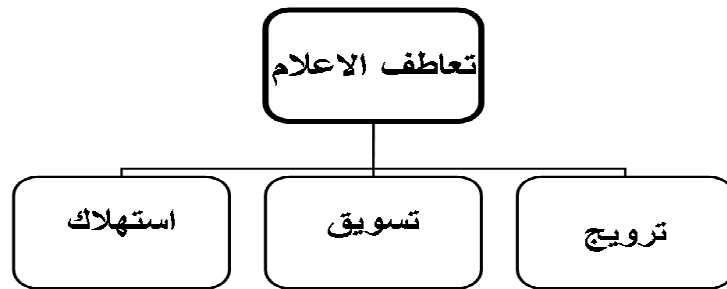 تعاطف الاعلام
ترويج
تسويق
استهلاك